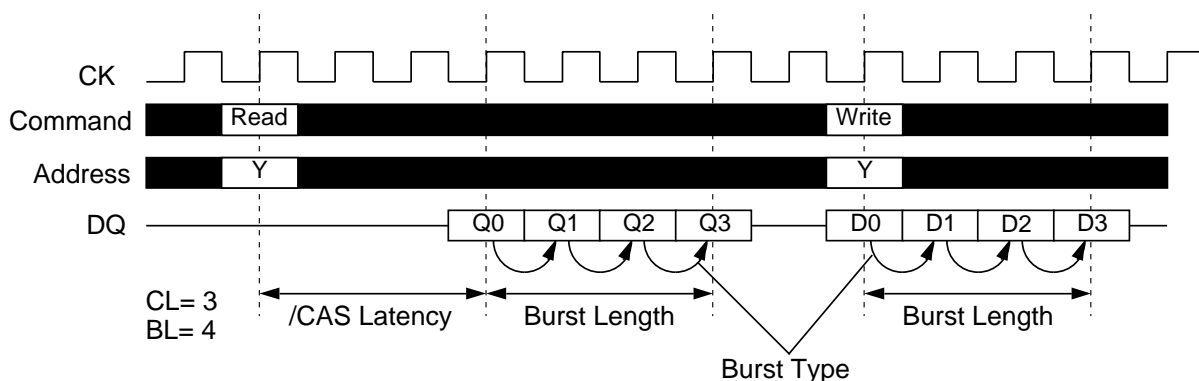 CK
Command Read Write
Address Y Y
DQ Q0 Q1 Q2 Q3 D0 D1 D2 D3
CL= 3
BL= 4
/CAS Latency Burst Length Burst Length
Burst Type